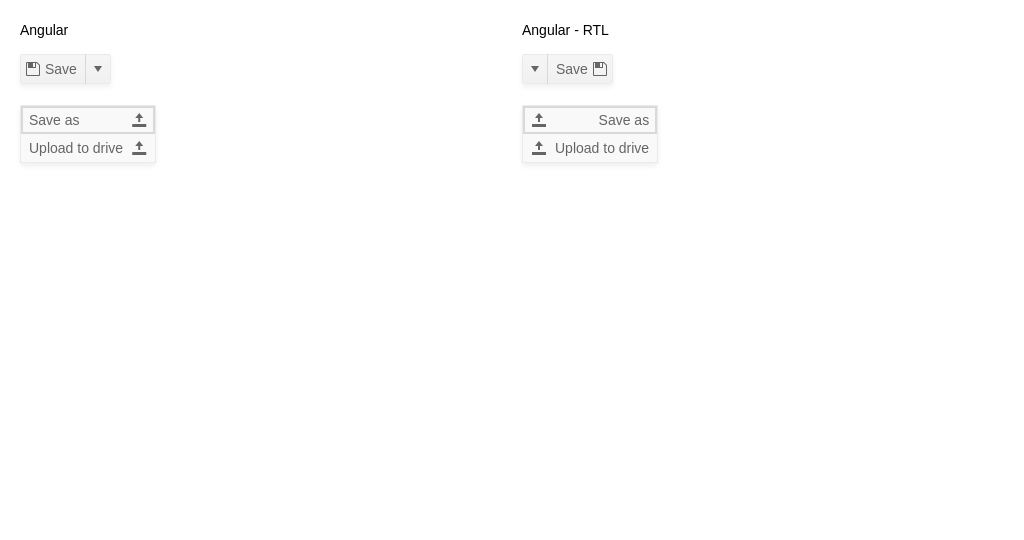 Angular
Save
Save as
Upload to drive
Angular - RTL
Save
Save as
Upload to drive